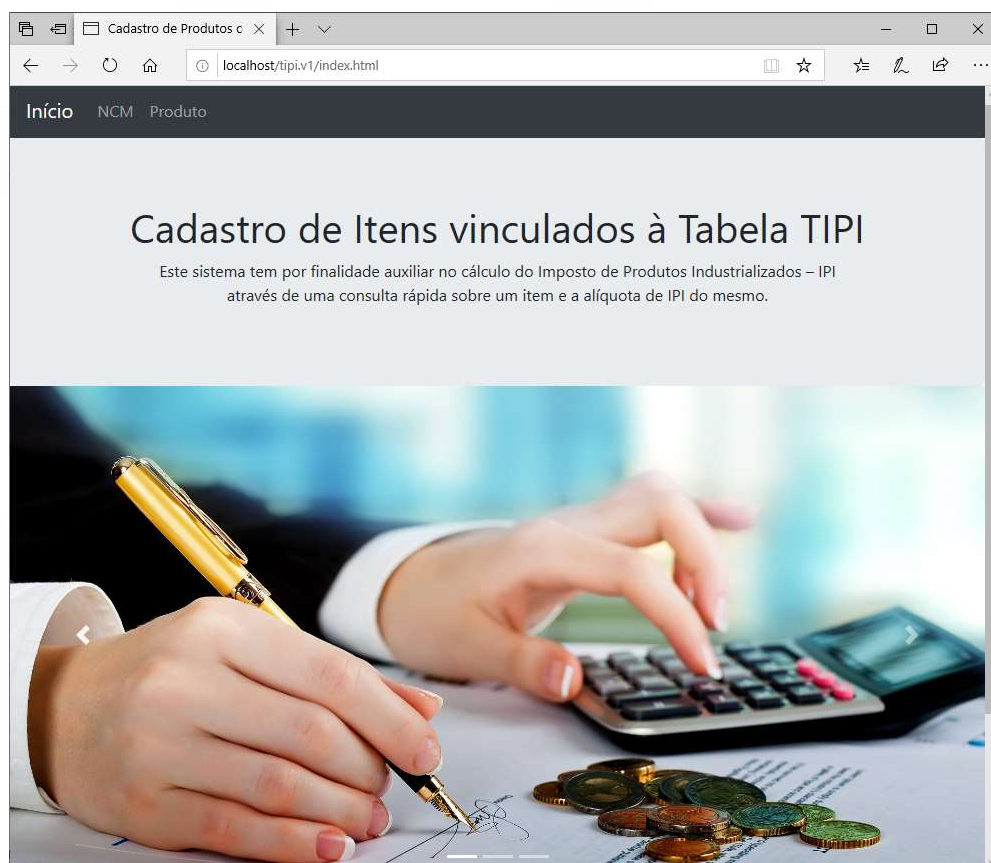 Cadastro de Produtos c
localhost/tipi.v1/index.html
Início NCM Produto
Cadastro de Itens vinculados à Tabela TIPI
Este sistema tem por finalidade auxiliar no cálculo do Imposto de Produtos Industrializados – IPI
através de uma consulta rápida sobre um item e a alíquota de IPI do mesmo.